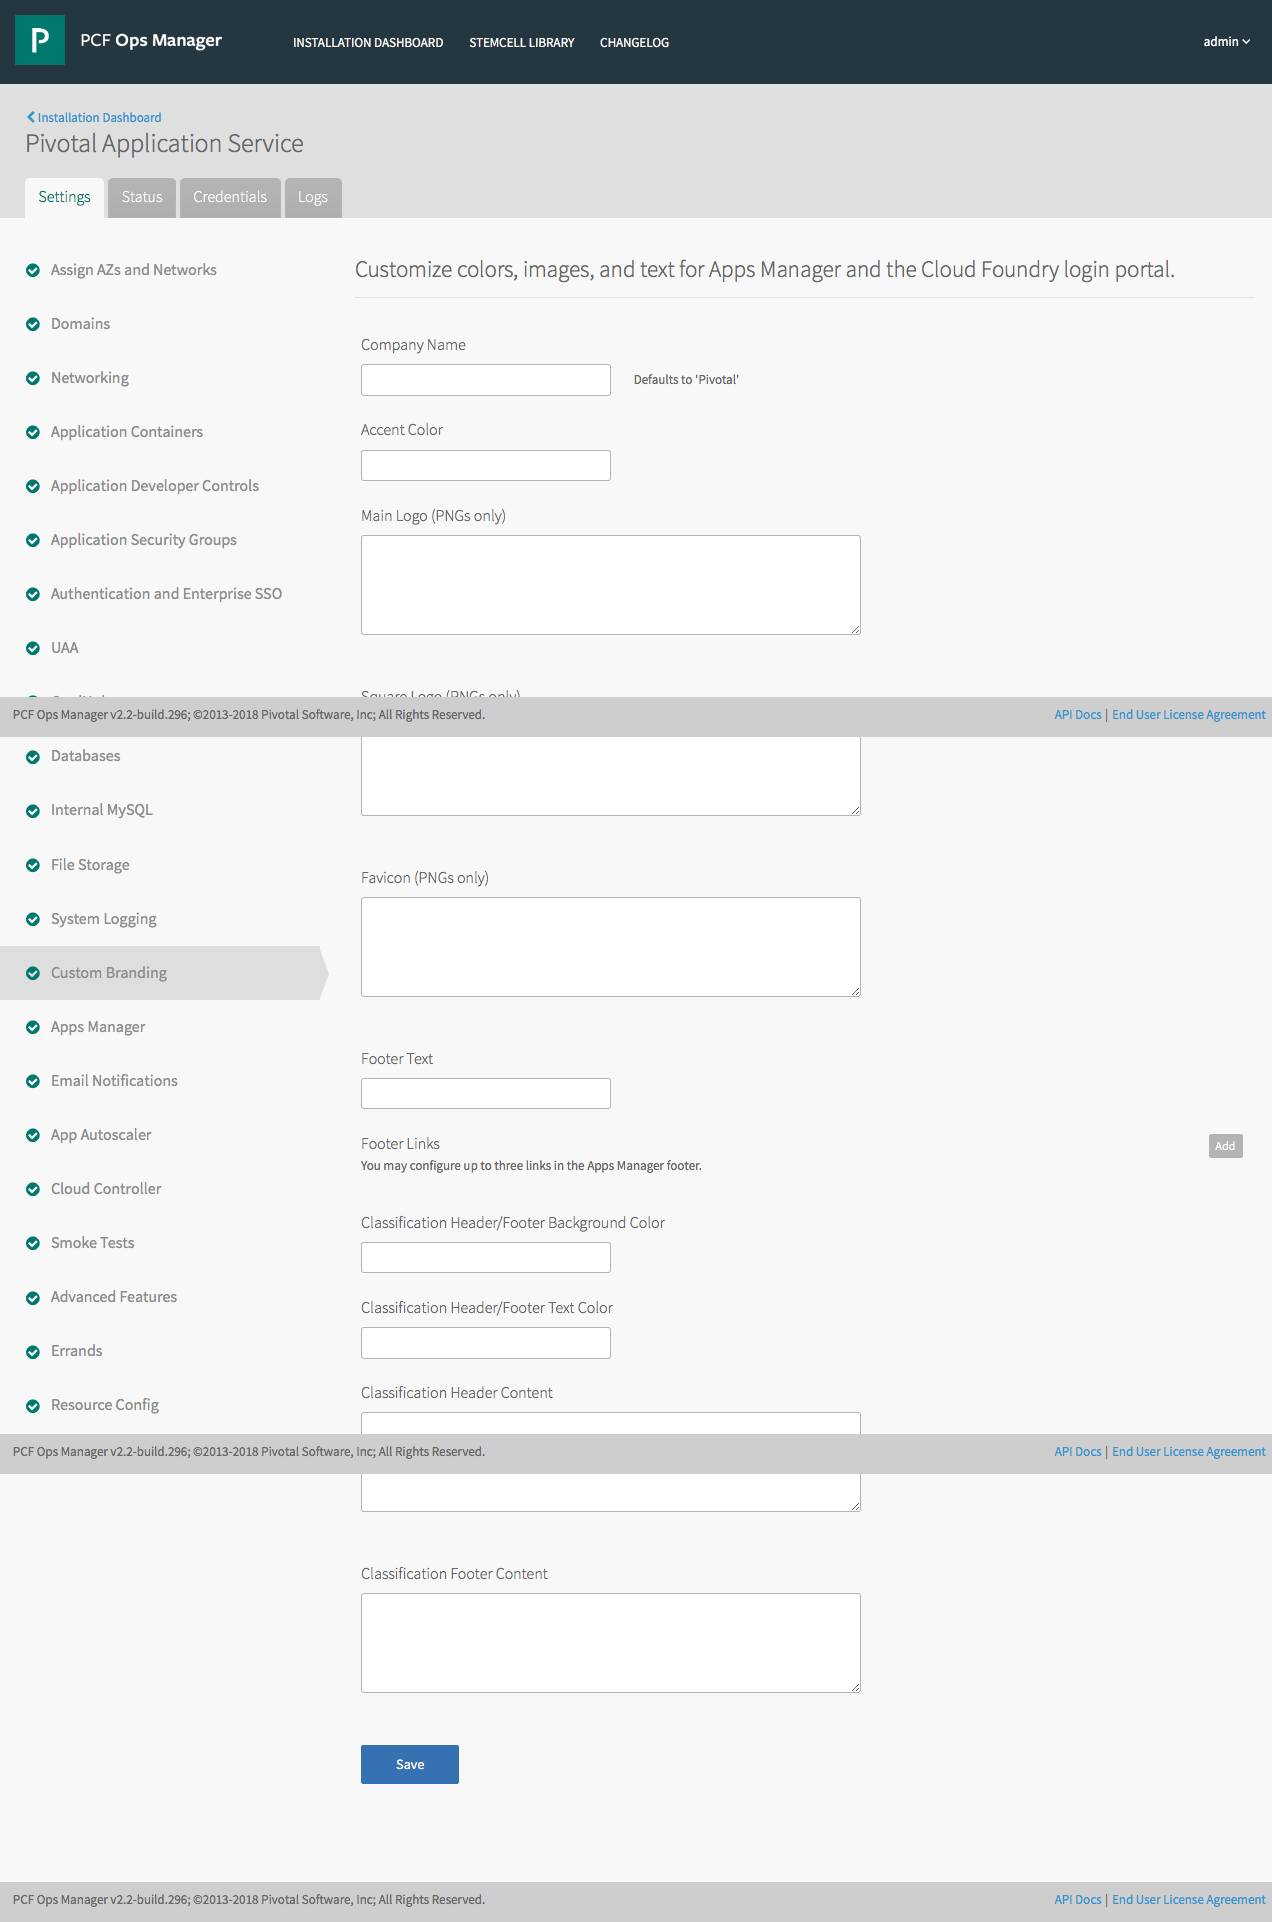 P PCF Ops Manager INSTALLATION DASHBOARD STEMCELL LIBRARY CHANGELOG admin
Installation Dashboard
Pivotal Application Service
Settings Status Credentials Logs
Assign AZs and Networks
Domains
Networking
Application Containers
Application Developer Controls
Application Security Groups
Authentication and Enterprise SSO
UAA
Customize colors, images, and text for Apps Manager and the Cloud Foundry login portal.
Company Name
Defaults to 'Pivotal'
Accent Color
Main Logo (PNGs only)
Square Logo (PNGs only)
PCF Ops Manager v2.2-build.296; ©2013-2018 Pivotal Software, Inc; All Rights Reserved. API Docs | End User License Agreement
Databases
Internal MySQL
File Storage
System Logging
Custom Branding
Apps Manager
Email Notifications
App Autoscaler
Cloud Controller
Smoke Tests
Advanced Features
Errands
Resource Config
Favicon (PNGs only)
Footer Text
Footer Links
Add
You may configure up to three links in the Apps Manager footer.
Classification Header/Footer Background Color
Classification Header/Footer Text Color
Classification Header Content
PCF Ops Manager v2.2-build.296; ©2013-2018 Pivotal Software, Inc; All Rights Reserved. API Docs | End User License Agreement
Classification Footer Content
Save
PCF Ops Manager v2.2-build.296; ©2013-2018 Pivotal Software, Inc; All Rights Reserved. API Docs | End User License Agreement